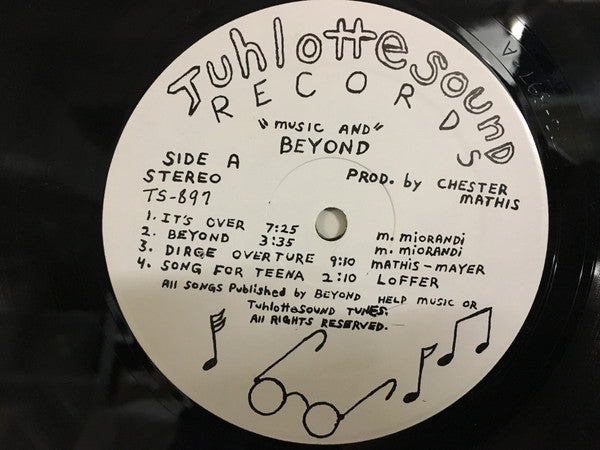 TuhlotteSOUND
RECORDS
"MUSIC AND"
BEYOND
SIDE A
STEREO
TS-897
PROD. by CHESTER
MATHIS
1. IT'S OVER 7:25 M. MIORANDI
2. BEYOND 3:35 M. MIORANDI
3. DIRGE OVERTURE 9:10 MATHIS-MAYER
4. SONG FOR TEENA 2:10 LOFFER
All SONGS Published by BEYOND HELP MUSIC OR
TuhlotteSOUND TUNES.
All RIGHTS RESERVED.